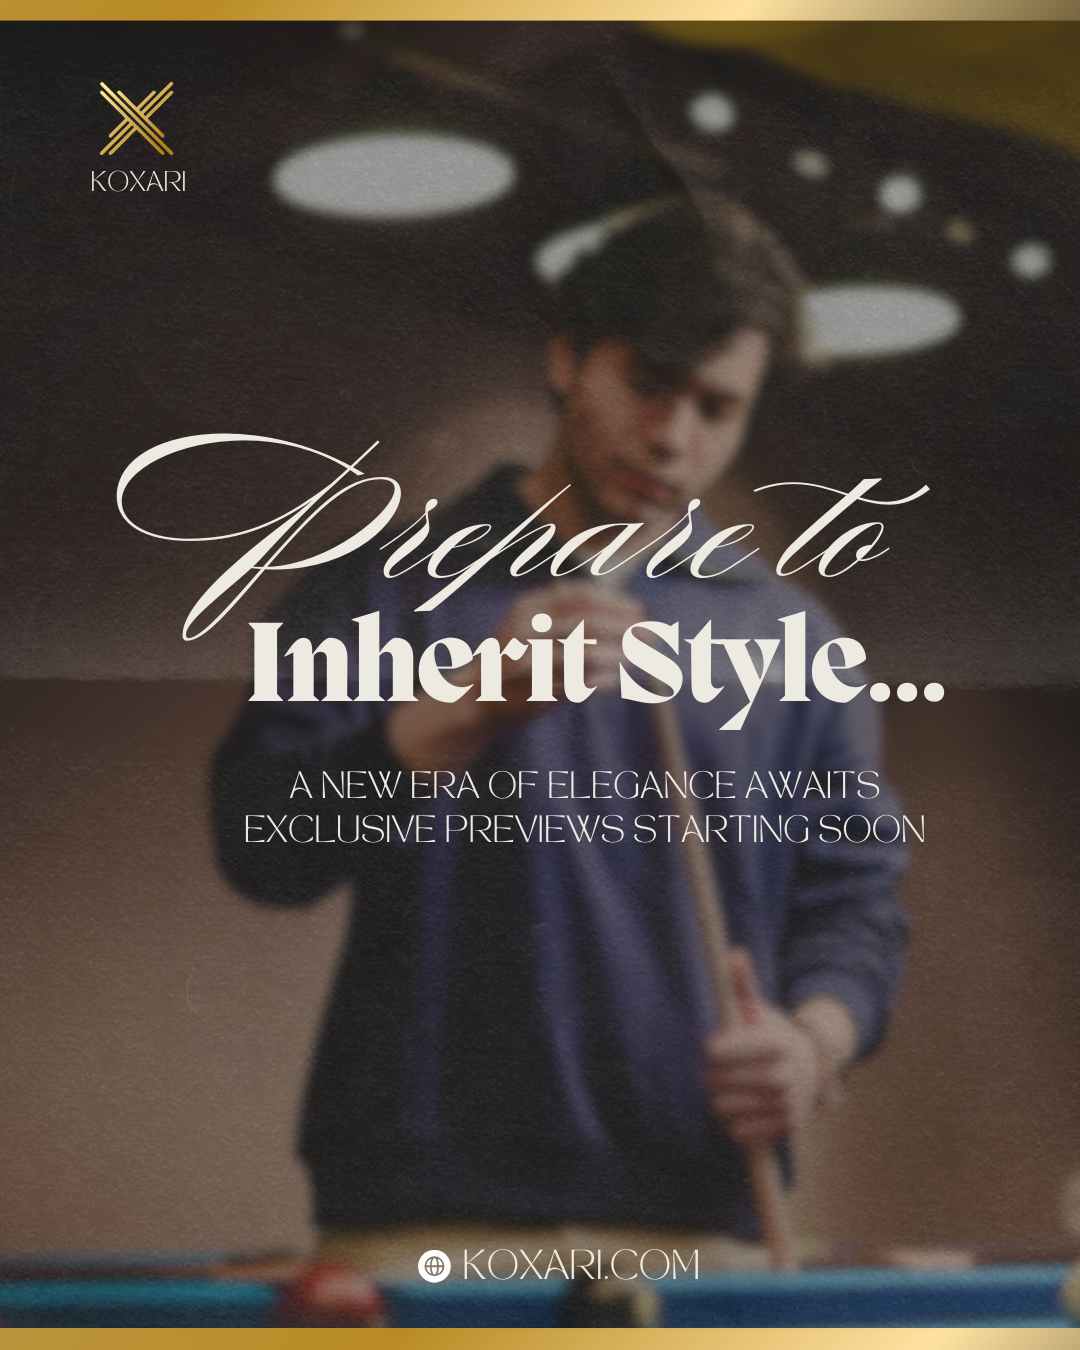 KOXARI
Prepare to
Inherit Style...
A NEW ERA OF ELEGANCE AWAITS
EXCLUSIVE PREVIEWS STARTING SOON
KOXARI.COM